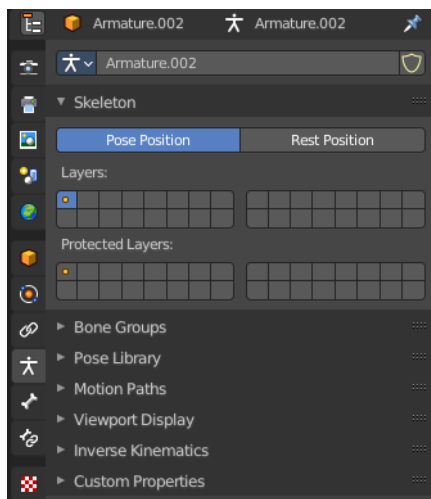 Armature.002 Armature.002
Armature.002
Skeleton
Pose Position Rest Position
Layers:
Protected Layers:
Bone Groups
Pose Library
Motion Paths
Viewport Display
Inverse Kinematics
Custom Properties